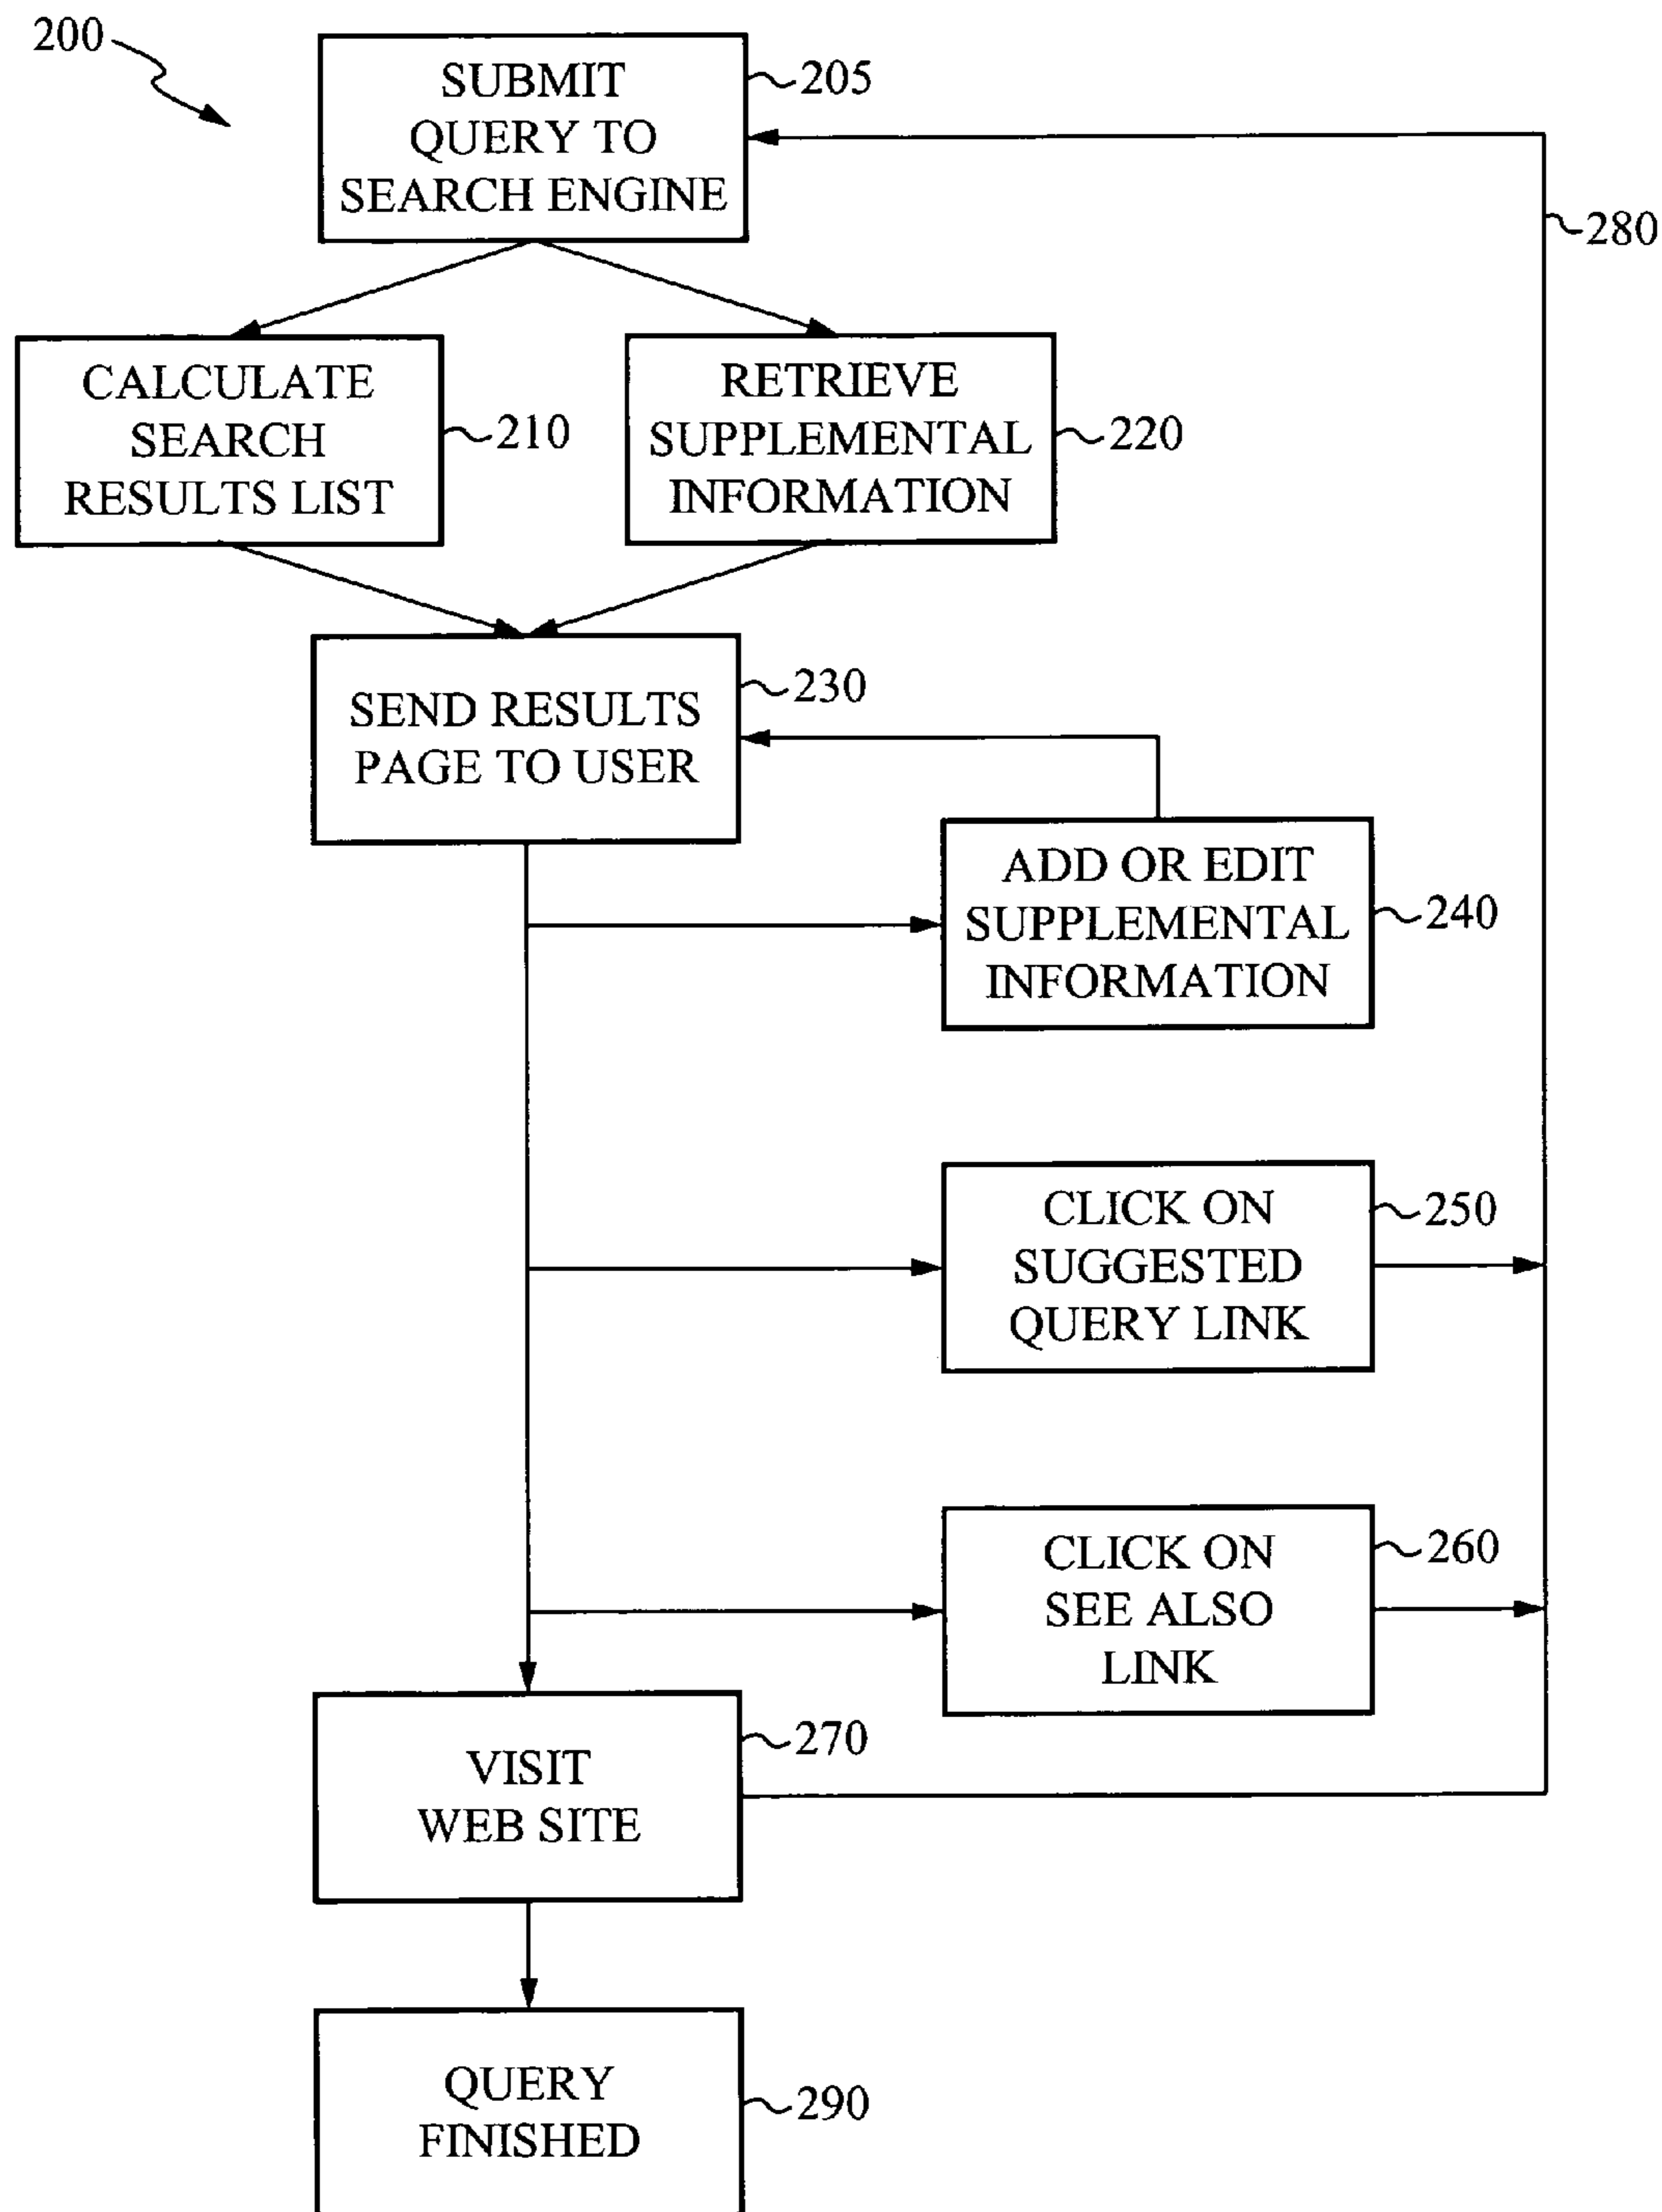 200
SUBMIT
QUERY TO
SEARCH ENGINE
205
280
CALCULATE
SEARCH
RESULTS LIST
210
RETRIEVE
SUPPLEMENTAL
INFORMATION
220
SEND RESULTS
PAGE TO USER
230
ADD OR EDIT
SUPPLEMENTAL
INFORMATION
240
CLICK ON
SUGGESTED
QUERY LINK
250
CLICK ON
SEE ALSO
LINK
260
VISIT
WEB SITE
270
QUERY
FINISHED
290